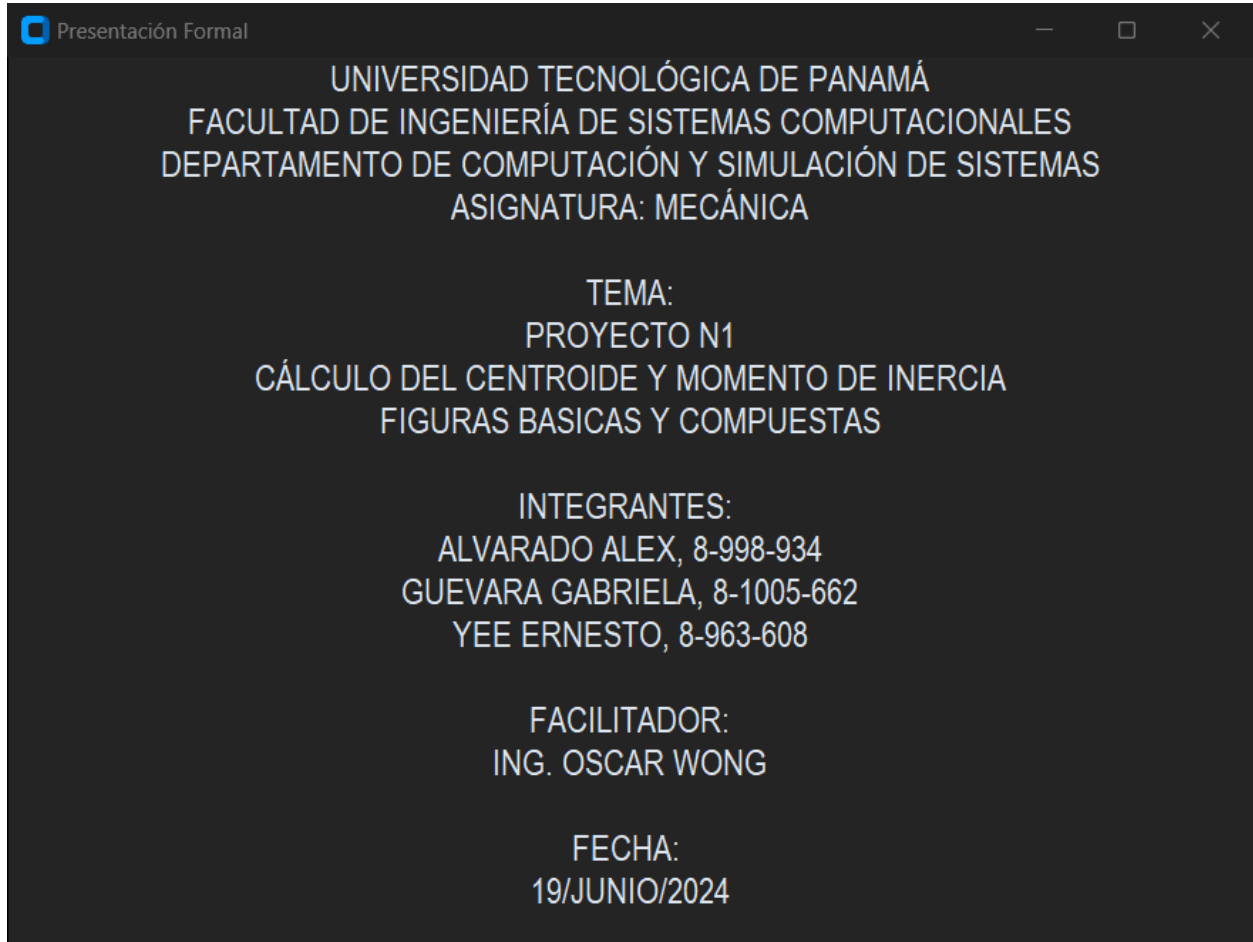 Presentación Formal
UNIVERSIDAD TECNOLÓGICA DE PANAMÁ
FACULTAD DE INGENIERÍA DE SISTEMAS COMPUTACIONALES
DEPARTAMENTO DE COMPUTACIÓN Y SIMULACIÓN DE SISTEMAS
ASIGNATURA: MECÁNICA
TEMA:
PROYECTO N1
CÁLCULO DEL CENTROIDE Y MOMENTO DE INERCIA
FIGURAS BASICAS Y COMPUESTAS
INTEGRANTES:
ALVARADO ALEX, 8-998-934
GUEVARA GABRIELA, 8-1005-662
YEE ERNESTO, 8-963-608
FACILITADOR:
ING. OSCAR WONG
FECHA:
19/JUNIO/2024